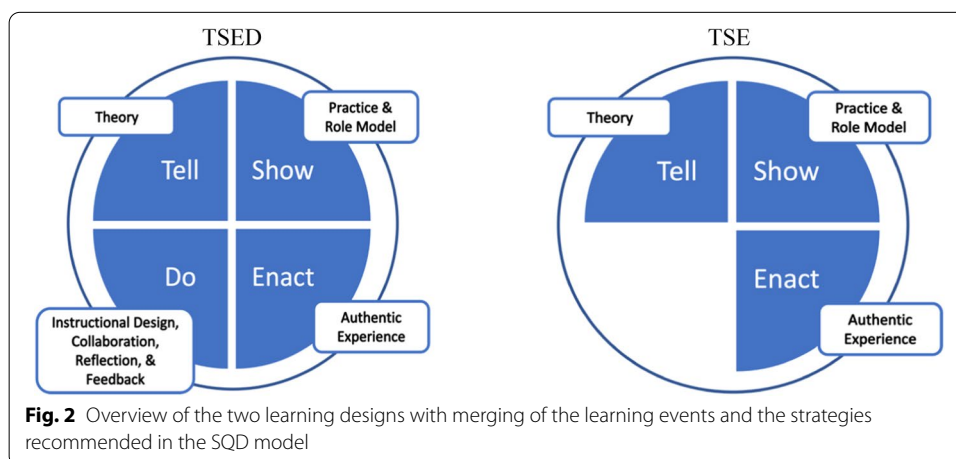 TSED
Theory
Practice &
Role Model
Tell
Show
Do
Enact
Instructional Design,
Collaboration,
Reflection, &
Feedback
Authentic
Experience
TSE
Theory
Practice &
Role Model
Tell
Show
Enact
Authentic
Experience
Fig. 2 Overview of the two learning designs with merging of the learning events and the strategies
recommended in the SQD model